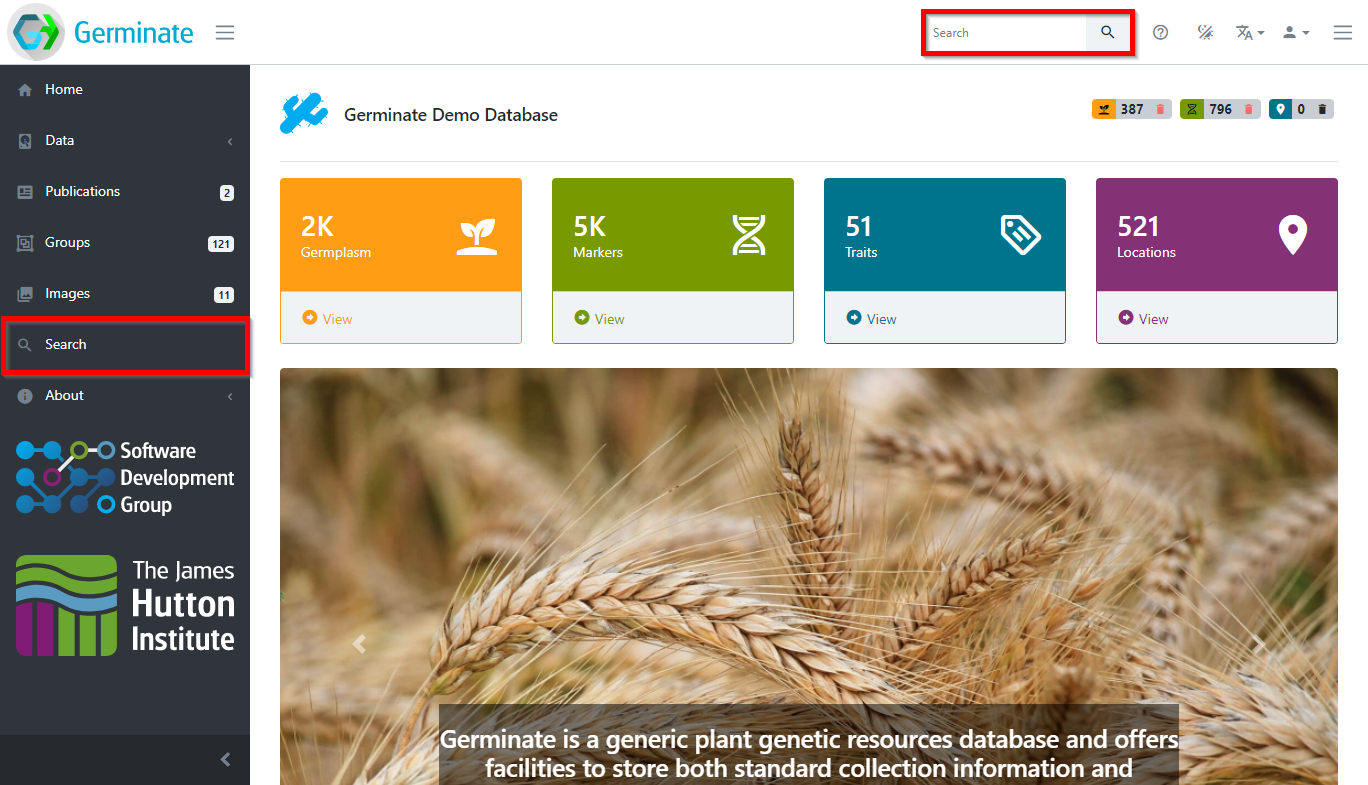 Germinate
Search
Home
Data
Publications
2
Groups
121
Images
11
Search
About
Software
Development
Group
The James
Hutton
Institute
Germinate Demo Database
387
796
0
2K
Germplasm
View
5K
Markers
View
51
Traits
View
521
Locations
View
Germinate is a generic plant genetic resources database and offers
facilities to store both standard collection information and